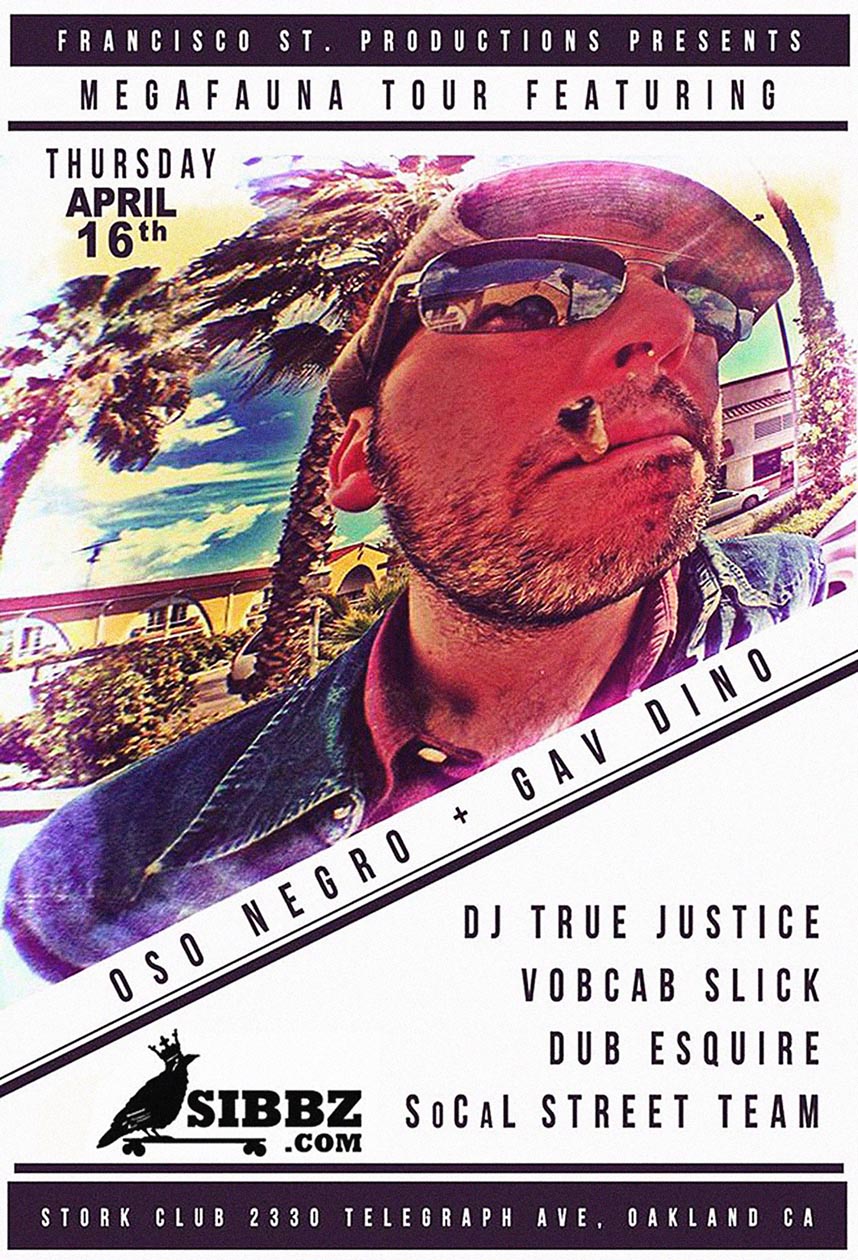 FRANCISCO ST. PRODUCTIONS PRESENTS
MEGAFAUNA TOUR FEATURING
THURSDAY
APRIL
16th
OSO NEGRO + GAV DINO
DJ TRUE JUSTICE
VOBCAB SLICK
DUB ESQUIRE
SoCaL STREET TEAM
SIBBZ
.COM
STORK CLUB 2330 TELEGRAPH AVE, OAKLAND CA